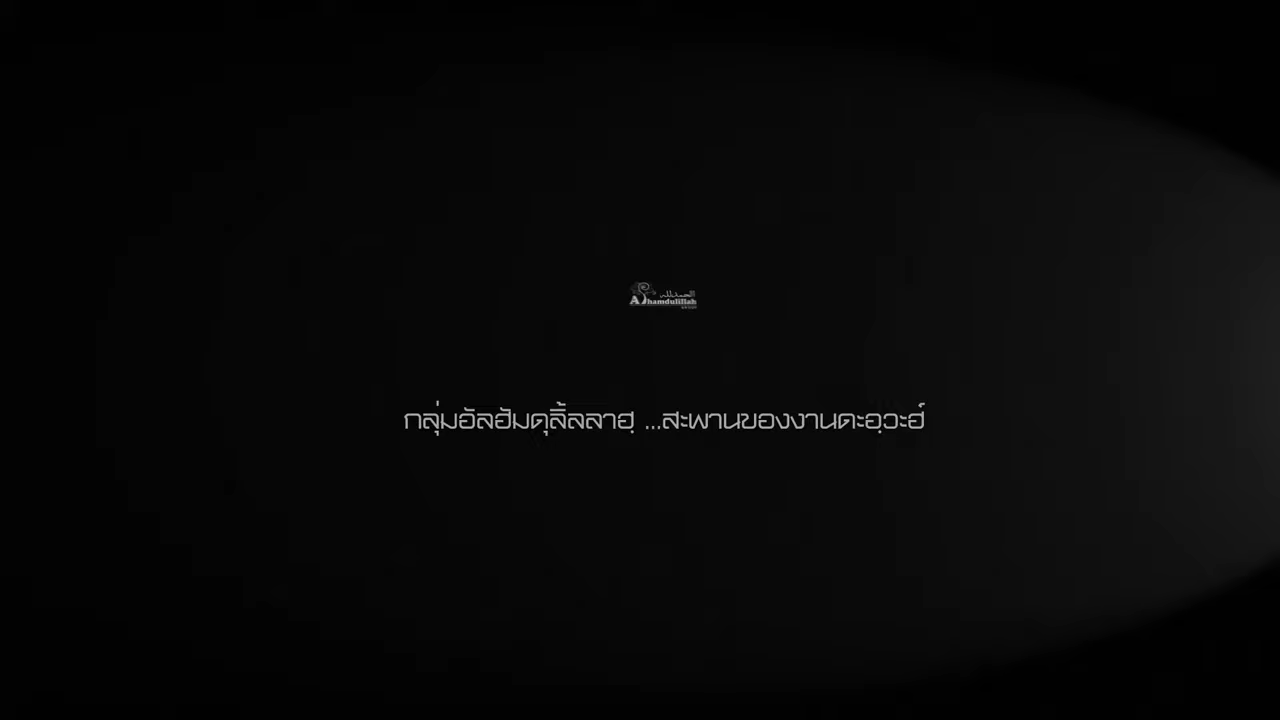 الحمدلله
Alhamdulillah
กลุ่มอัลฮัมดุลิ้ลลาฮฺ ...สะพานของงานดะอฺวะฮ์